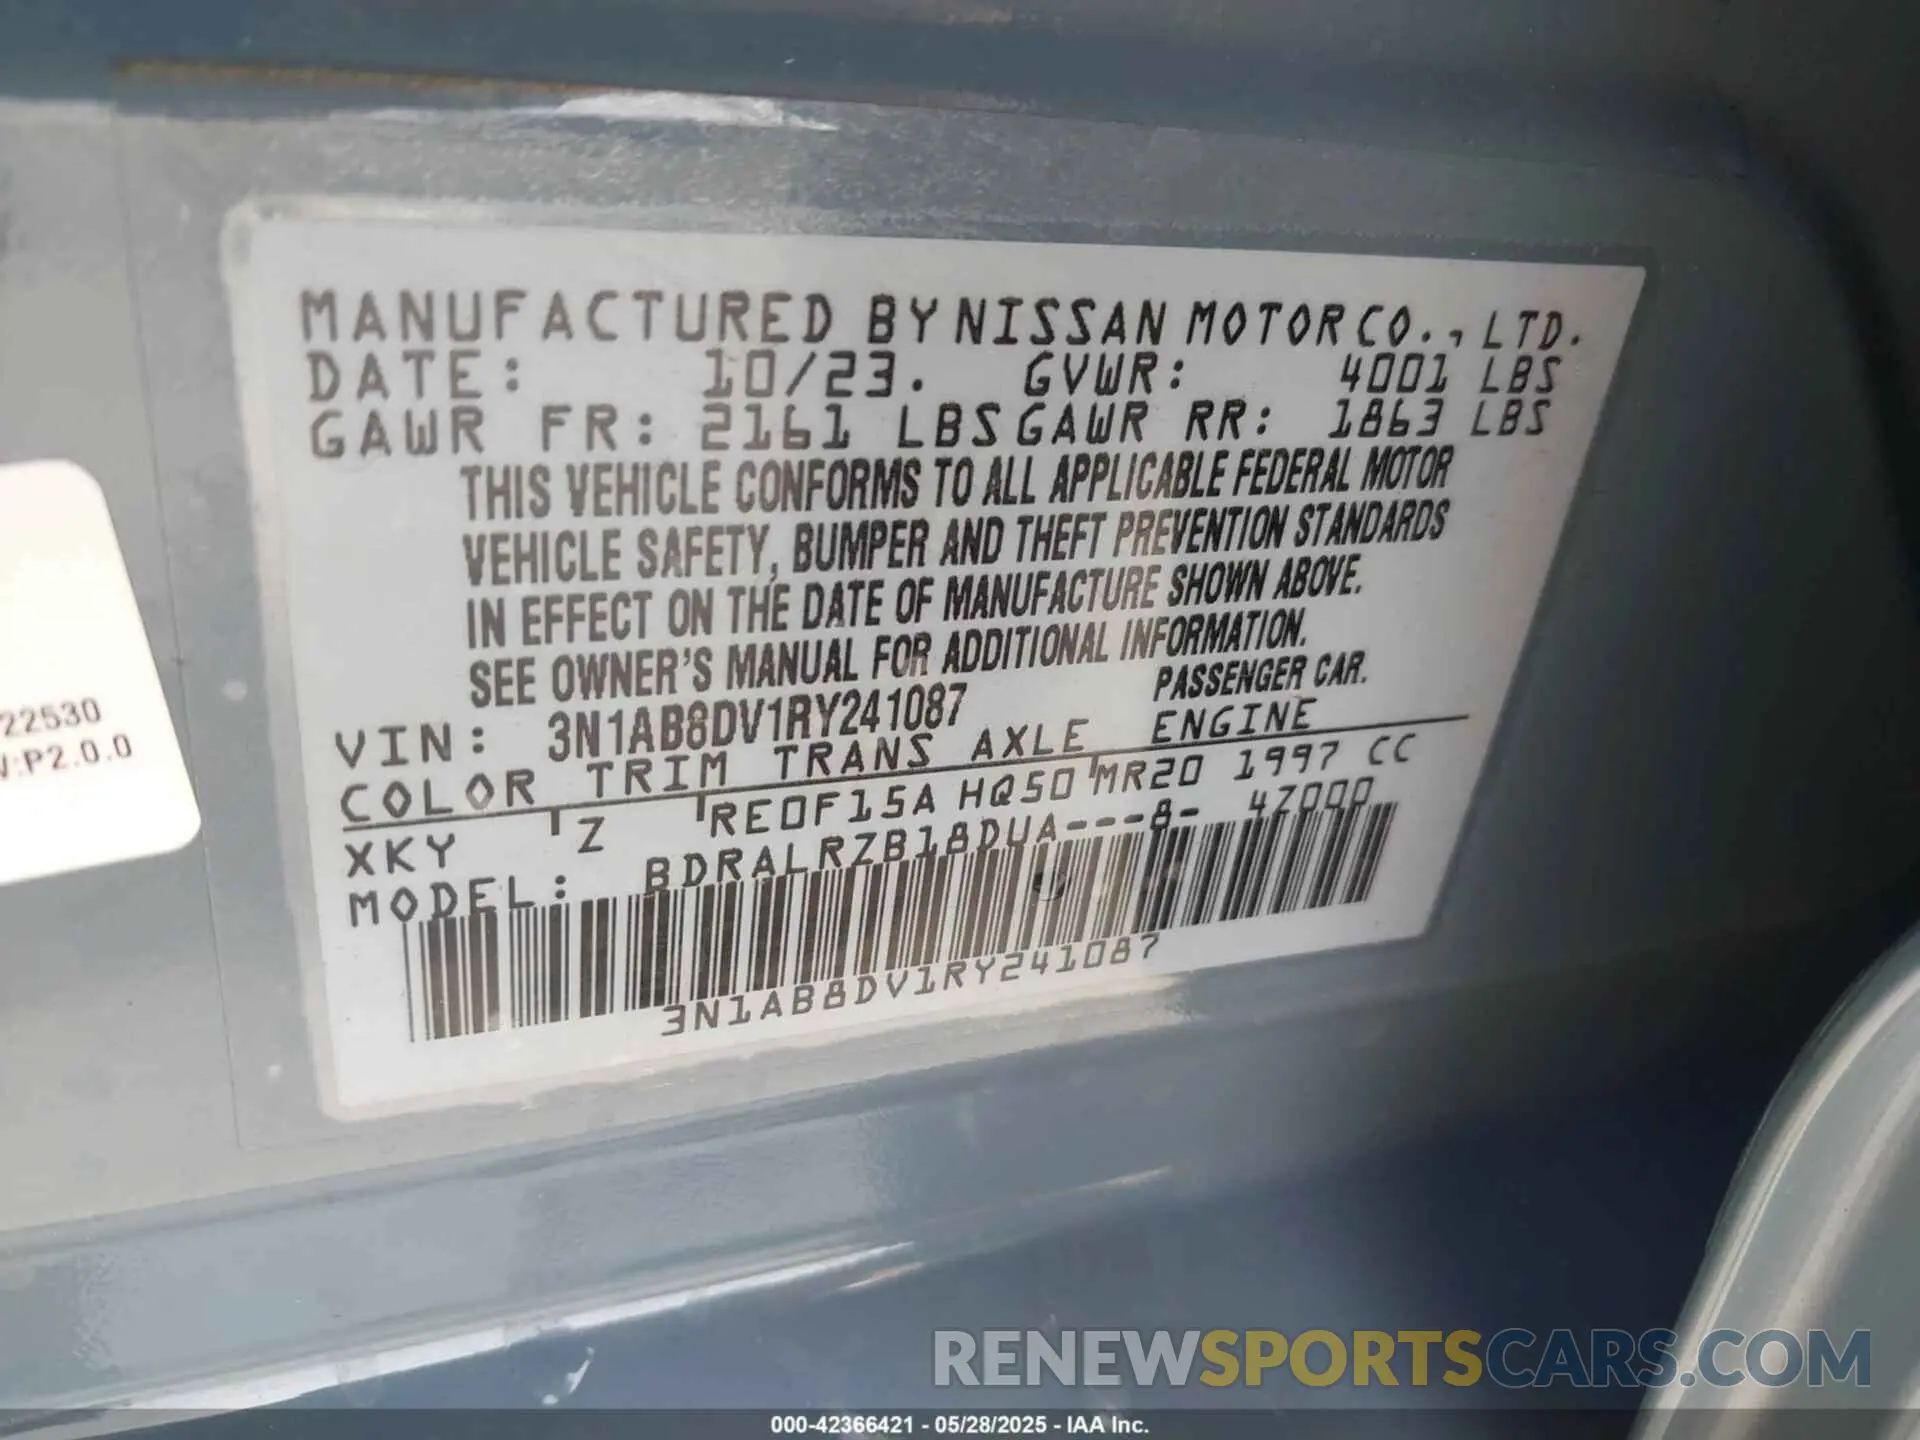 MANUFACTURED BY NISSAN MOTOR CO., LTD.
DATE: 10/23. GVWR: 4001 LBS
GAWR FR: 2161 LBS GAWR RR: 1863 LBS
THIS VEHICLE CONFORMS TO ALL APPLICABLE FEDERAL MOTOR
VEHICLE SAFETY, BUMPER AND THEFT PREVENTION STANDARDS
IN EFFECT ON THE DATE OF MANUFACTURE SHOWN ABOVE.
SEE OWNER'S MANUAL FOR ADDITIONAL INFORMATION.
VIN: 3N1AB8DV1RY241087 PASSENGER CAR.
COLOR TRIM TRANS AXLE ENGINE
XKY Z RE0F15A HQ50 MR20 1997 CC
MODEL: BDRALRZB18DUA---8- 4Z000
3N1AB8DV1RY241087
22530
P2.0.0
RENEWSPORTSCARS.COM
000-42366421 - 05/28/2025 - IAA Inc.